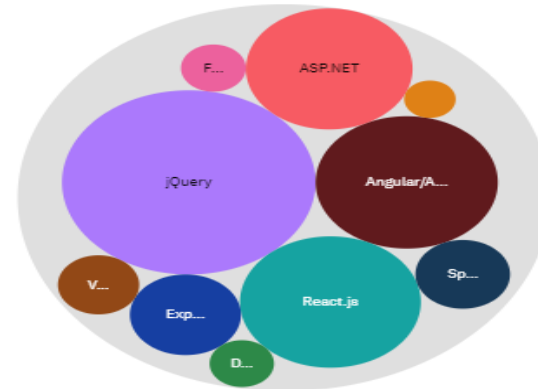 F...
ASP.NET
jQuery
Angular/A...
V...
Exp...
React.js
Sp...
D...